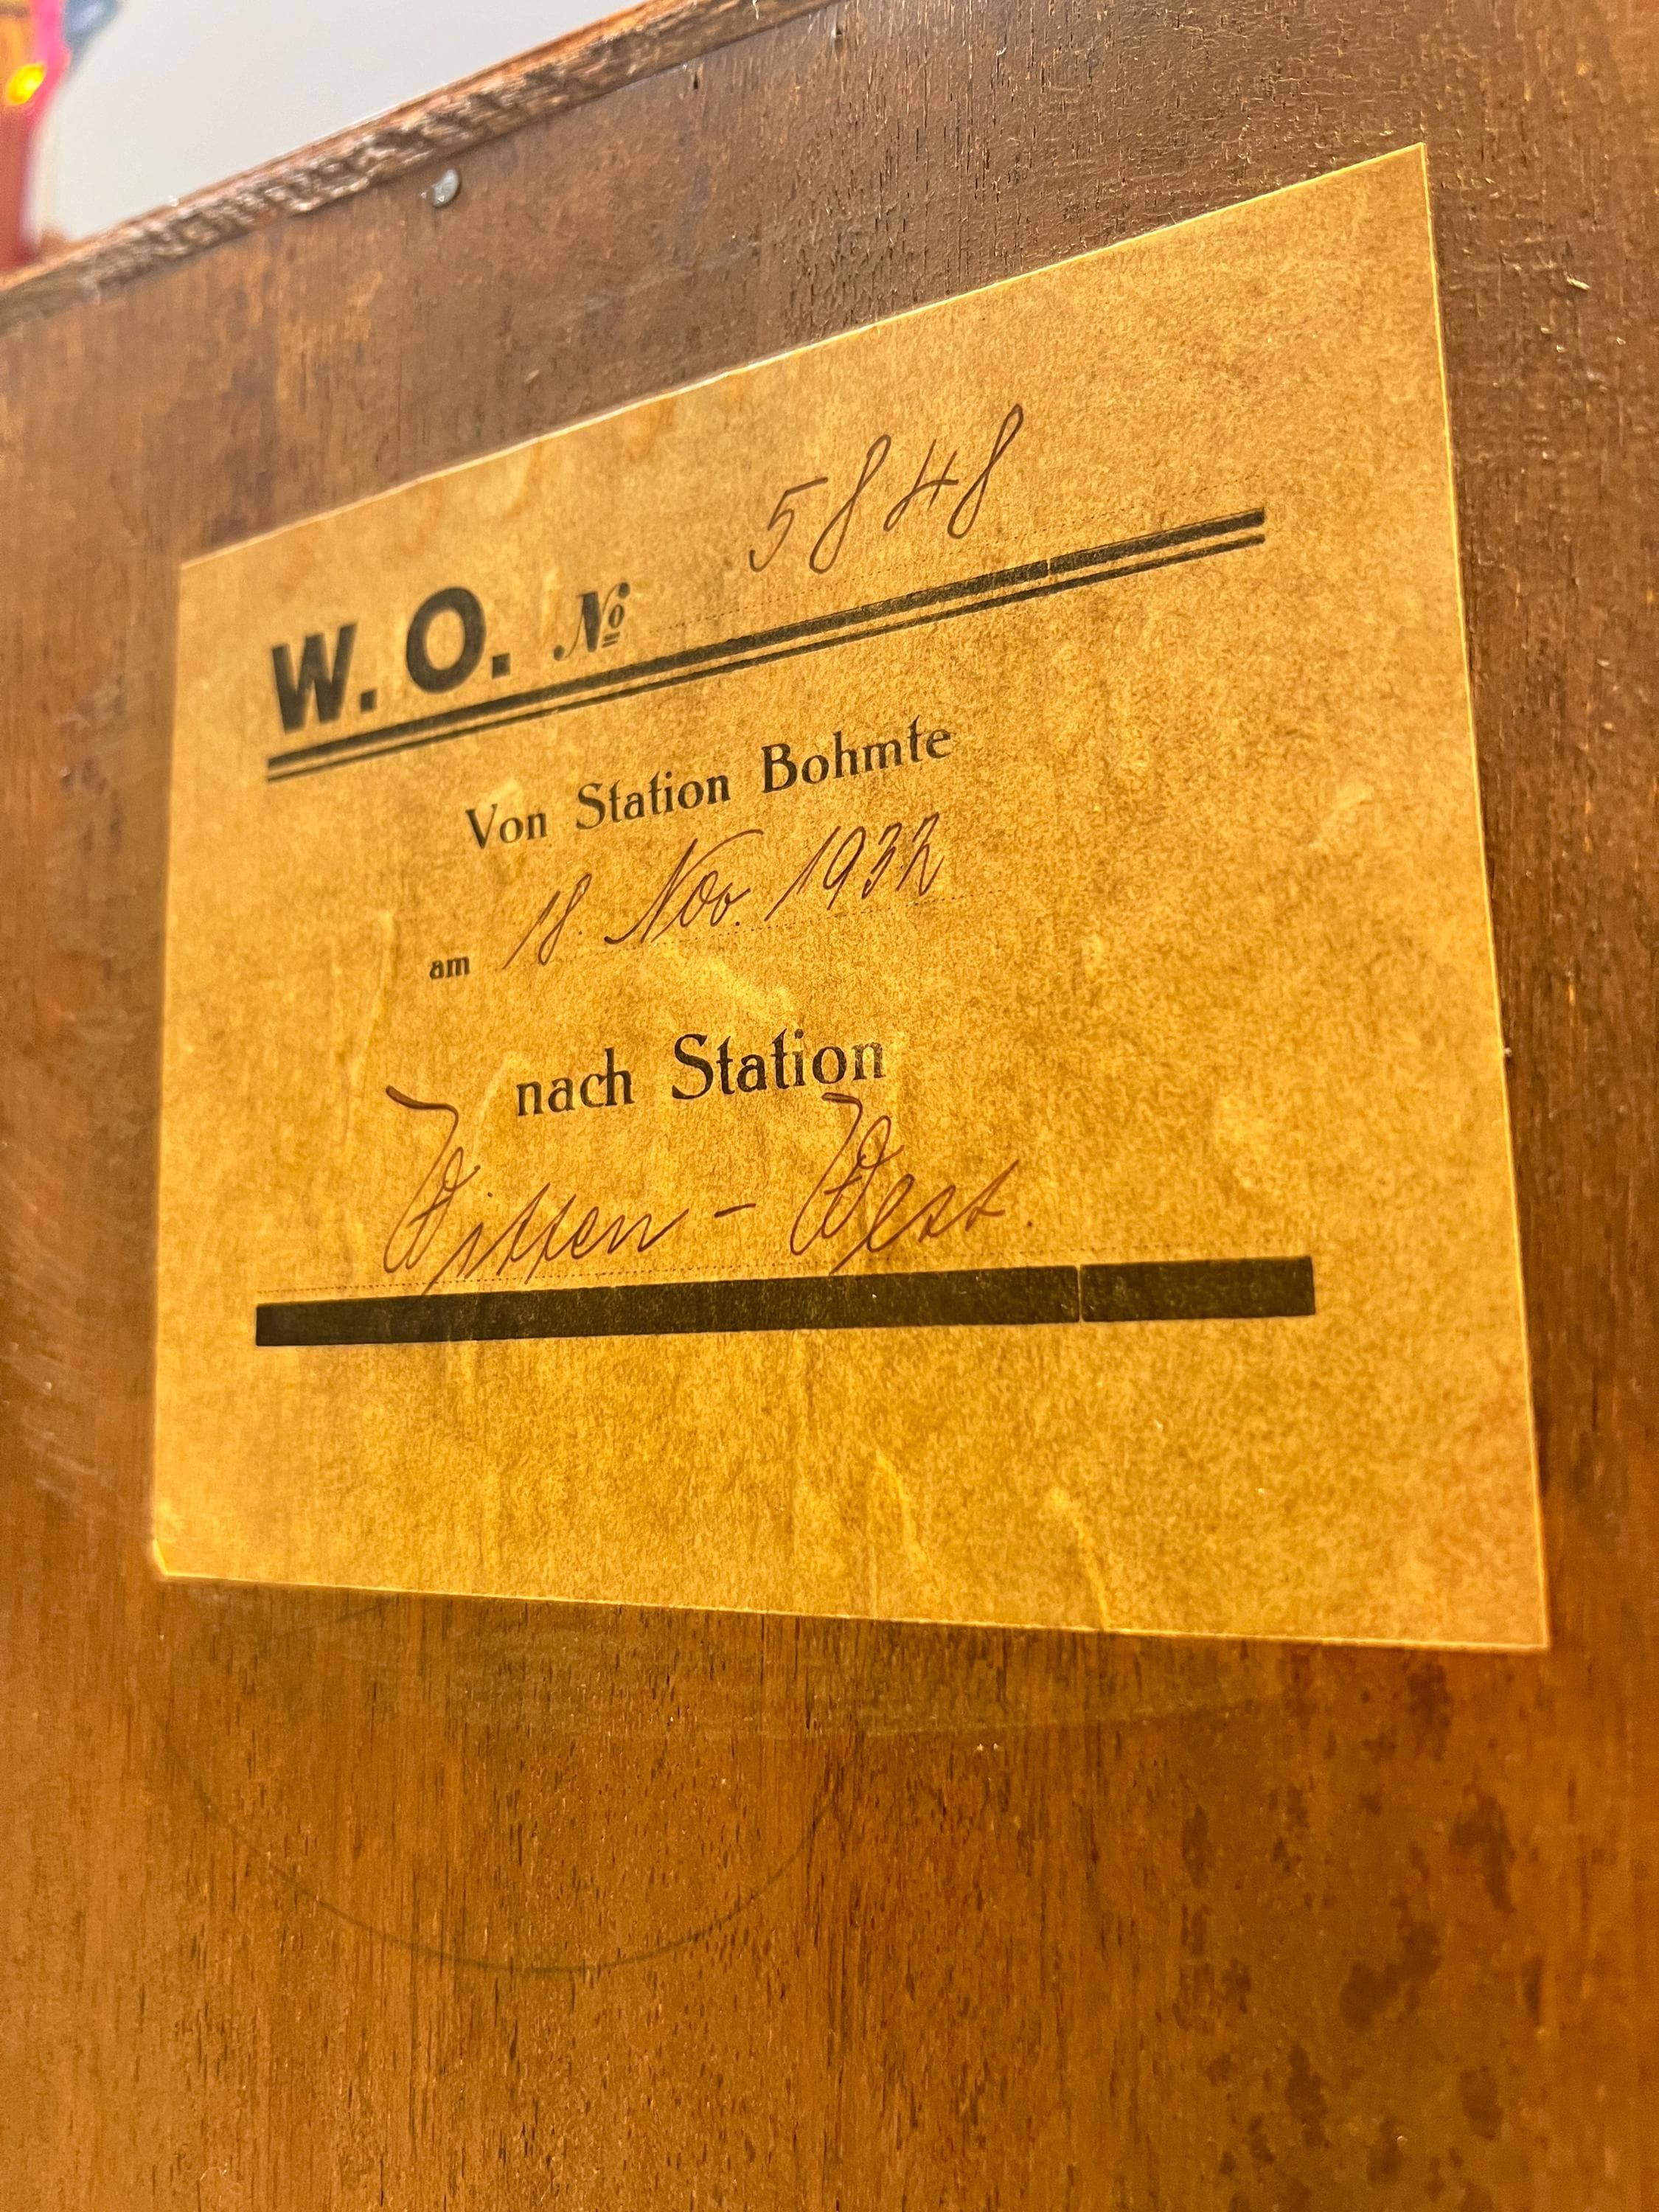 W. O. № 5848
Von Station Bohmte
am 18. Nov. 1932
nach Station
Witten - West.